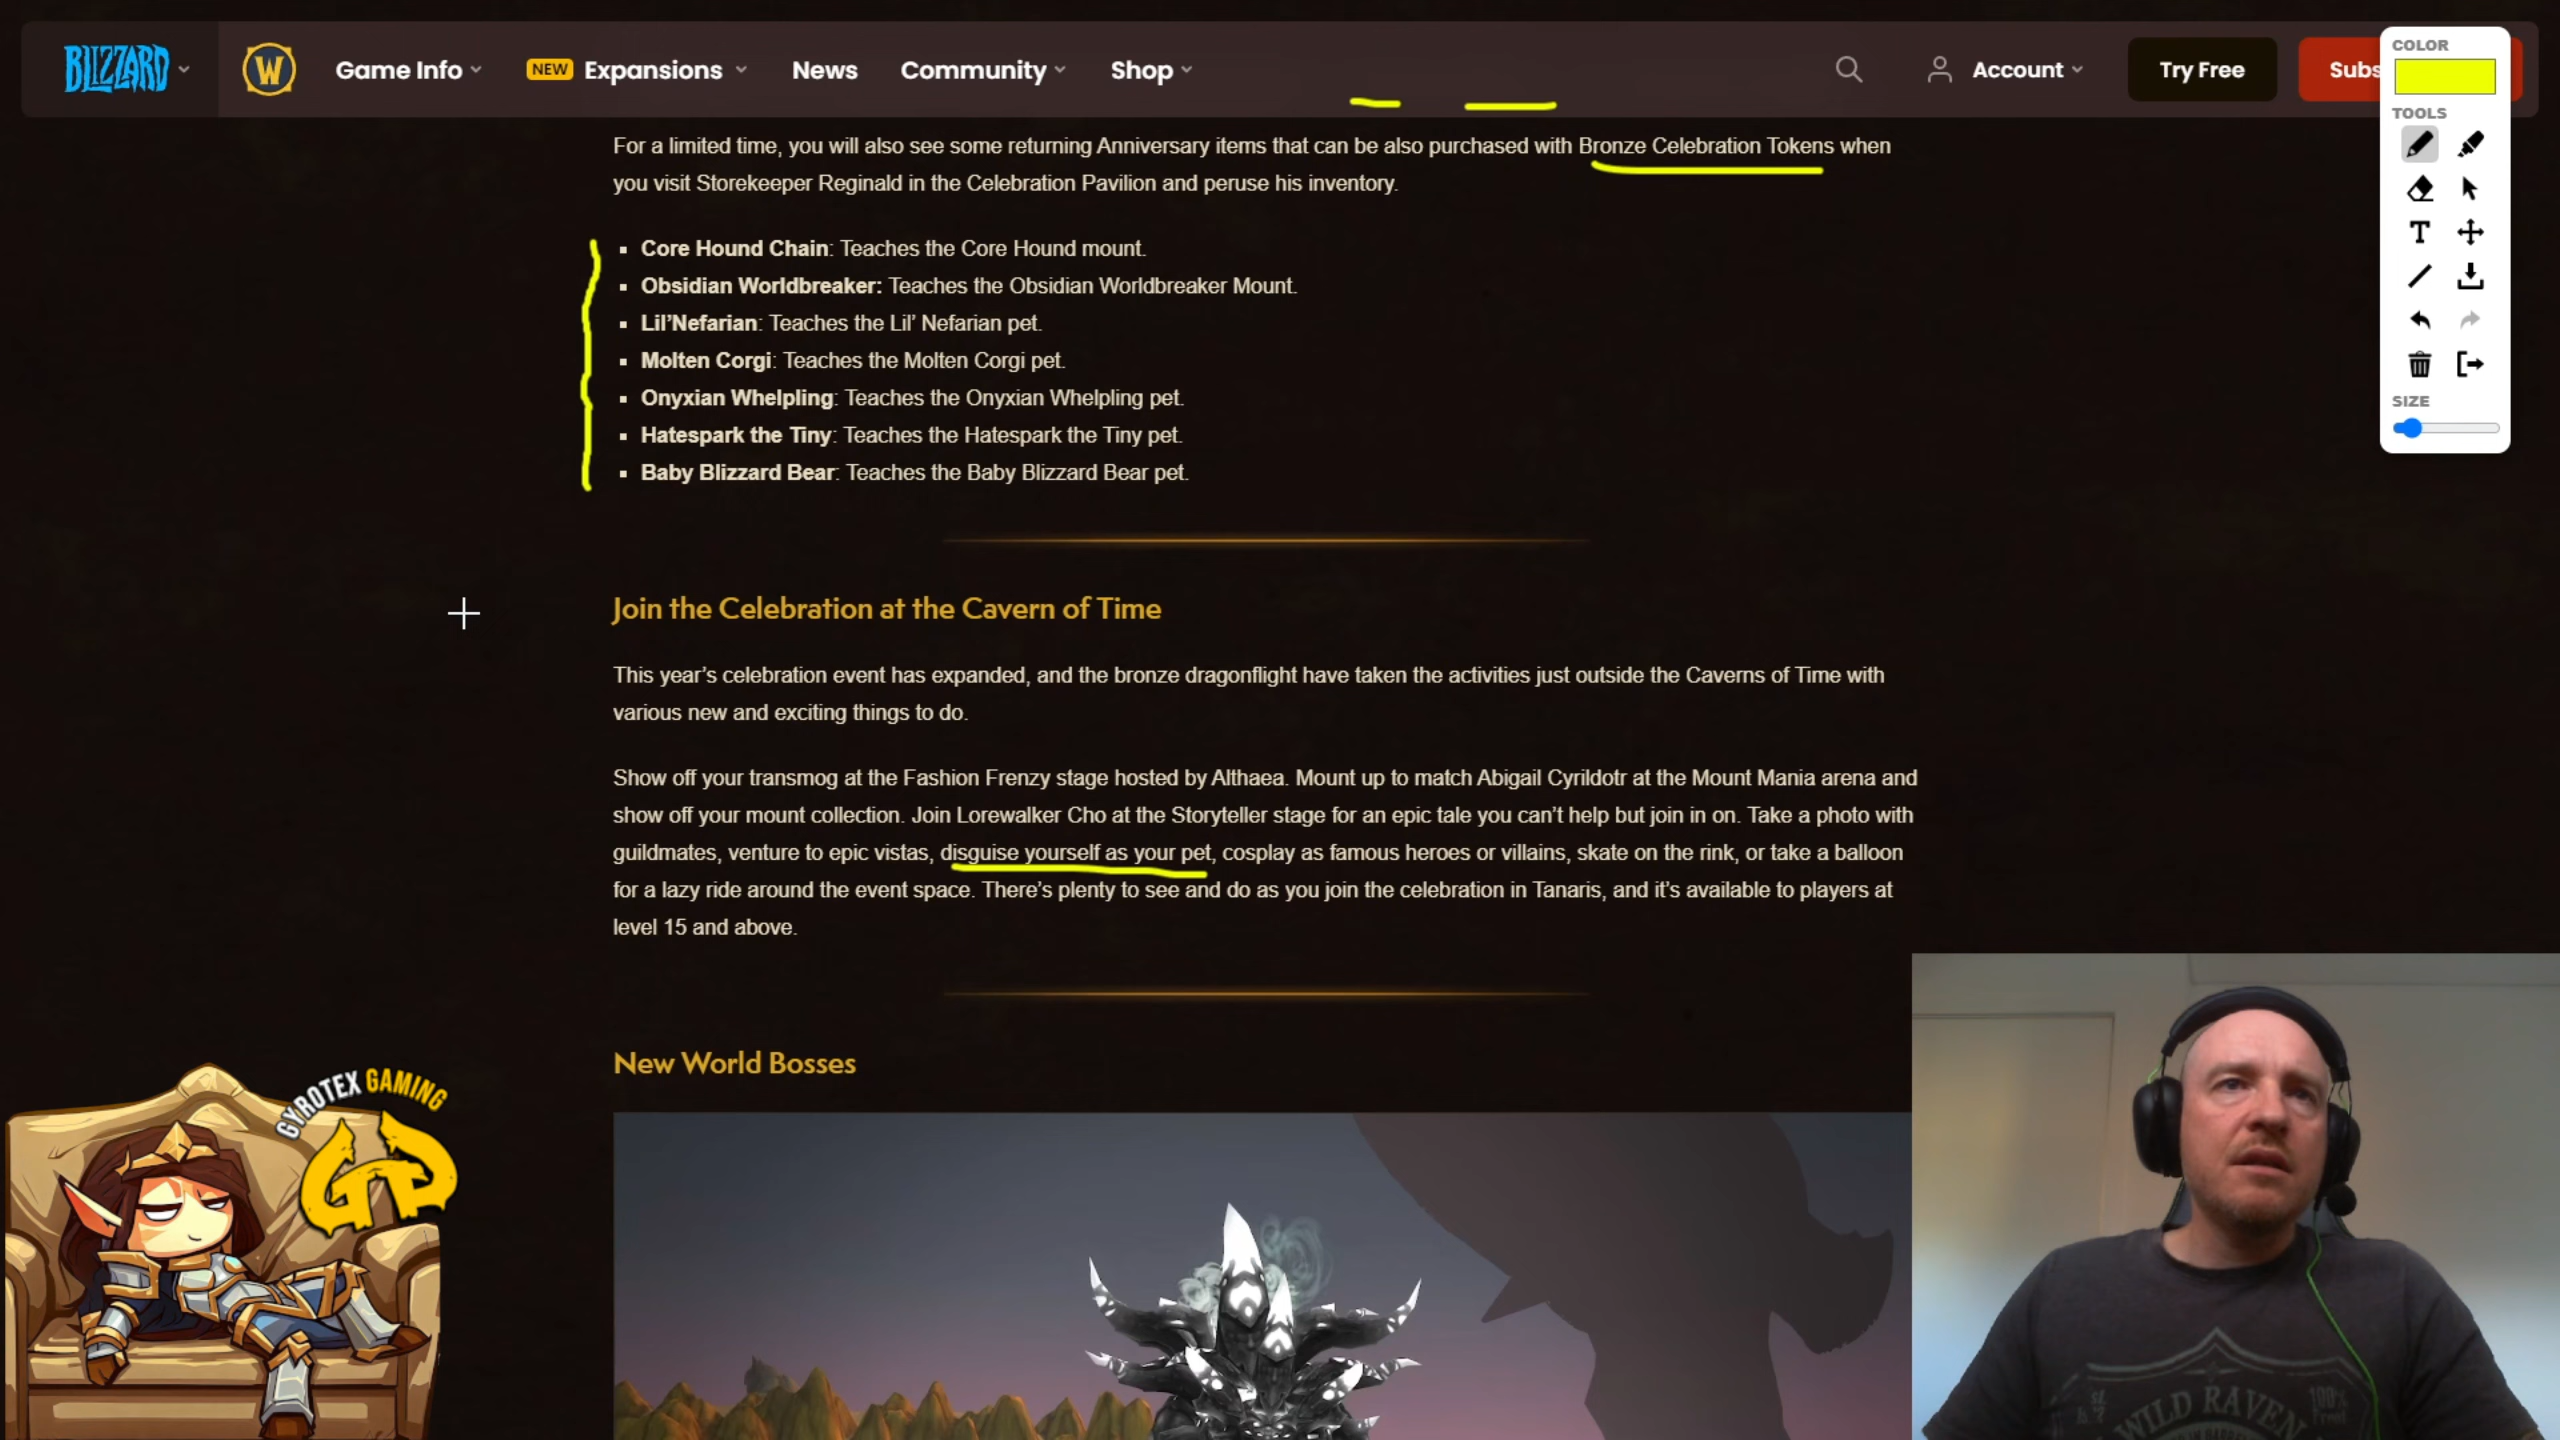 BLIZZARD
W
Game Info
NEW Expansions
News
Community
Shop
Account
Try Free
Subs
COLOR
TOOLS
T
SIZE
For a limited time, you will also see some returning Anniversary items that can be also purchased with Bronze Celebration Tokens when
you visit Storekeeper Reginald in the Celebration Pavilion and peruse his inventory.
▪ Core Hound Chain: Teaches the Core Hound mount.
▪ Obsidian Worldbreaker: Teaches the Obsidian Worldbreaker Mount.
▪ Lil’Nefarian: Teaches the Lil’ Nefarian pet.
▪ Molten Corgi: Teaches the Molten Corgi pet.
▪ Onyxian Whelpling: Teaches the Onyxian Whelpling pet.
▪ Hatespark the Tiny: Teaches the Hatespark the Tiny pet.
▪ Baby Blizzard Bear: Teaches the Baby Blizzard Bear pet.
Join the Celebration at the Cavern of Time
This year’s celebration event has expanded, and the bronze dragonflight have taken the activities just outside the Caverns of Time with
various new and exciting things to do.
Show off your transmog at the Fashion Frenzy stage hosted by Althaea. Mount up to match Abigail Cyrildotr at the Mount Mania arena and
show off your mount collection. Join Lorewalker Cho at the Storyteller stage for an epic tale you can’t help but join in on. Take a photo with
guildmates, venture to epic vistas, disguise yourself as your pet, cosplay as famous heroes or villains, skate on the rink, or take a balloon
for a lazy ride around the event space. There’s plenty to see and do as you join the celebration in Tanaris, and it’s available to players at
level 15 and above.
New World Bosses
GYROTEX GAMING
GG
WILD RAVEN